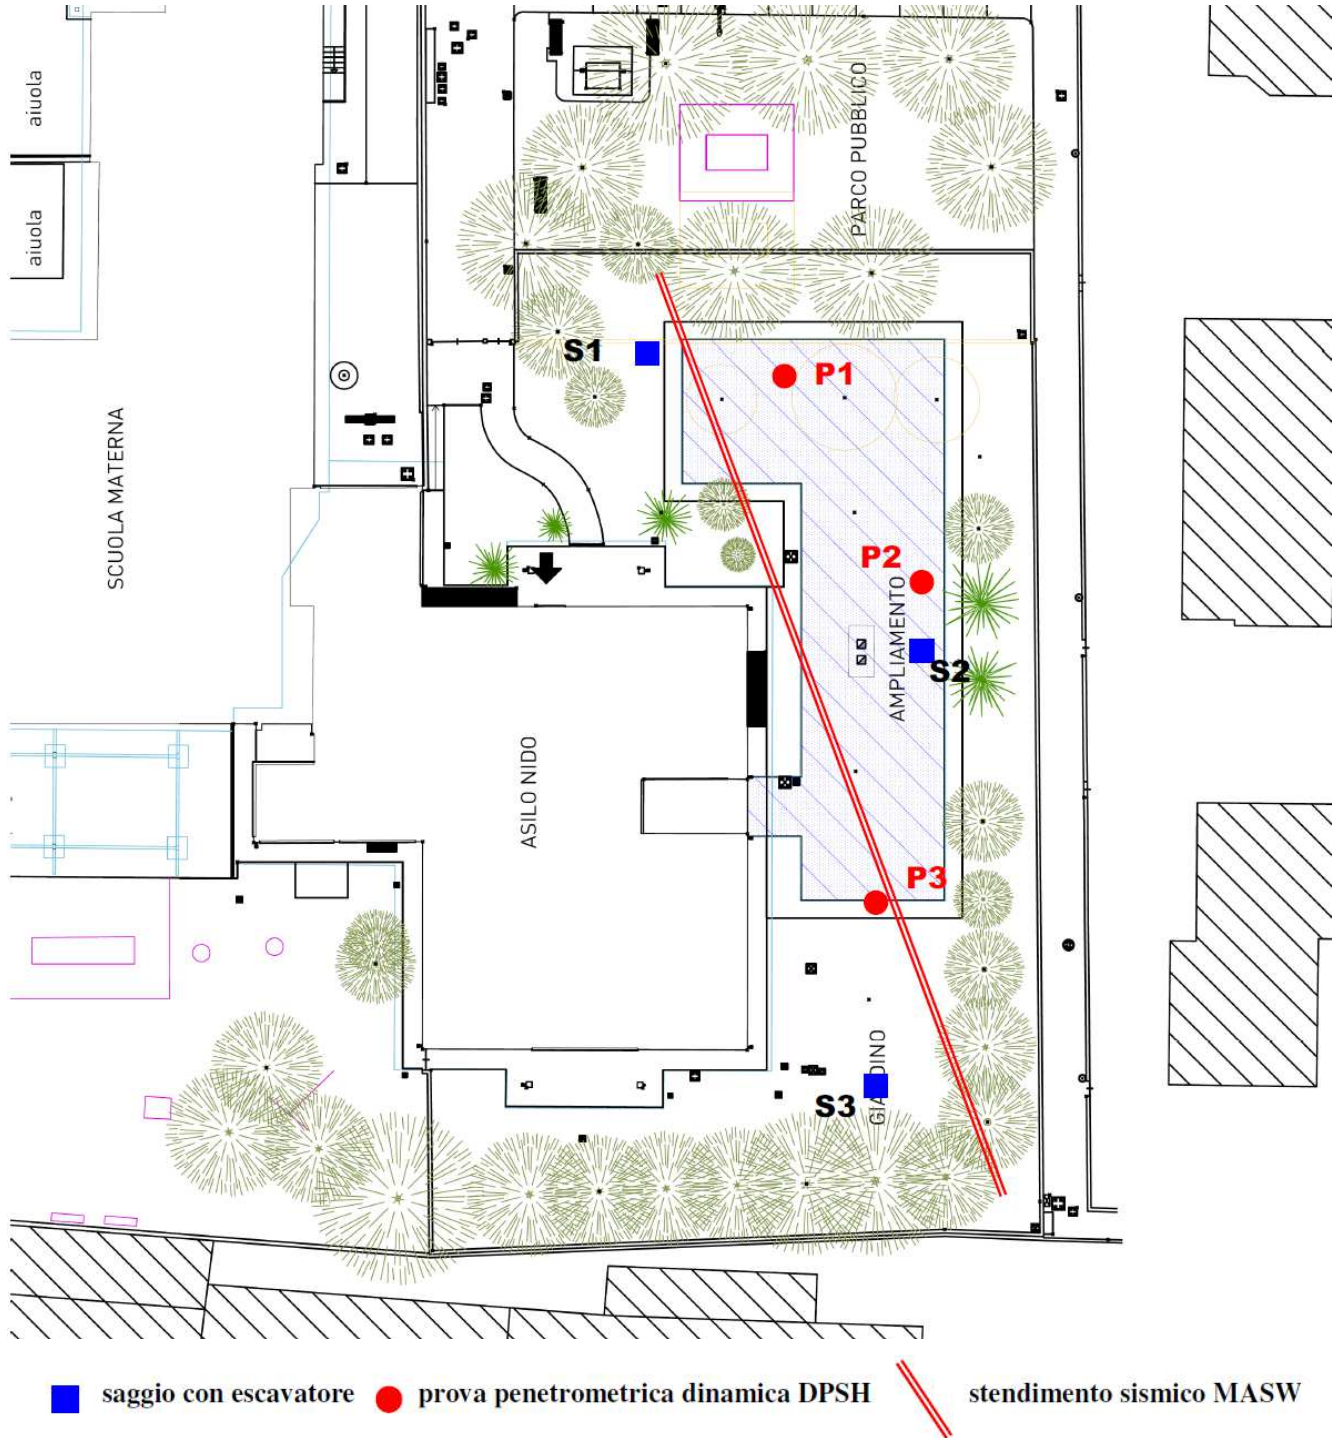 aiuola
PARCO PUBBLICO
aiuola
S1
P1
SCUOLA MATERNA
P2
AMPLIAMENTO
S2
ASILO NIDO
P3
GIARDINO
S3
saggio con escavatore
prova penetrometrica dinamica DPSH
stendimento sismico MASW